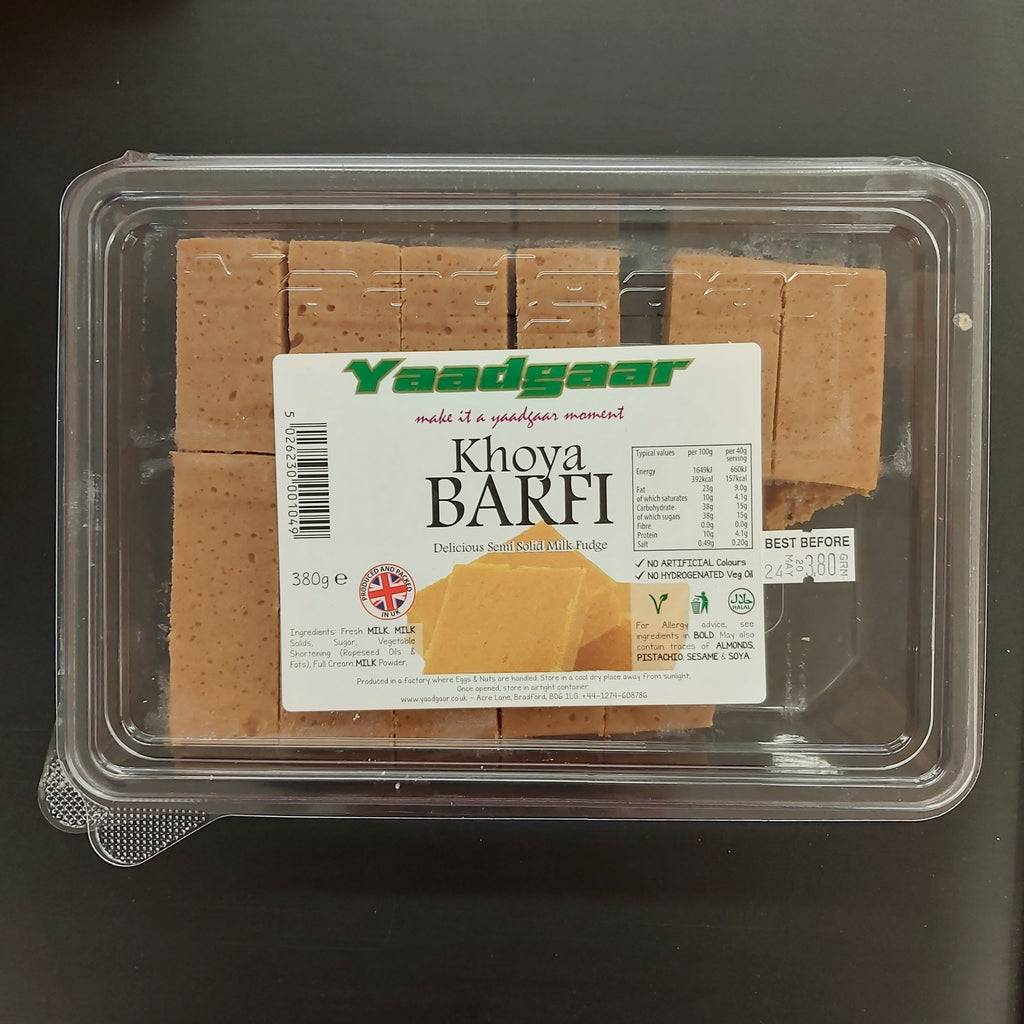 Yaadgaar
Yaadgaar
make it a yaadgaar moment
Khoya
BARFI
Delicious Semi Solid Milk Fudge
5 026230 001049
380g e
PRODUCED AND PACKED
IN UK
Ingredients: Fresh MILK, MILK
Solids, Sugar, Vegetable
Shortening (Rapeseed Oils &
Fats), Full Cream MILK Powder.
Typical values per 100g per 40g
serving
Energy 1649kJ 660kJ
392kcal 157kcal
Fat 23g 9.0g
of which saturates 10g 4.1g
Carbohydrate 38g 15g
of which sugars 38g 15g
Fibre 0.0g 0.0g
Protein 10g 4.1g
Salt 0.49g 0.20g
✓ NO ARTIFICIAL Colours
✓ NO HYDROGENATED Veg Oil
V
HALAL
For Allergy advice, see
ingredients in BOLD. May also
contain traces of ALMONDS,
PISTACHIO, SESAME & SOYA.
Produced in a factory where Eggs & Nuts are handled. Store in a cool dry place away from sunlight.
Once opened, store in airtight container.
www.yaadgaar.co.uk – Acre Lane, Bradford, BD6 1LG. +44-1274-608786
BEST BEFORE
24 MAY 380 GRM